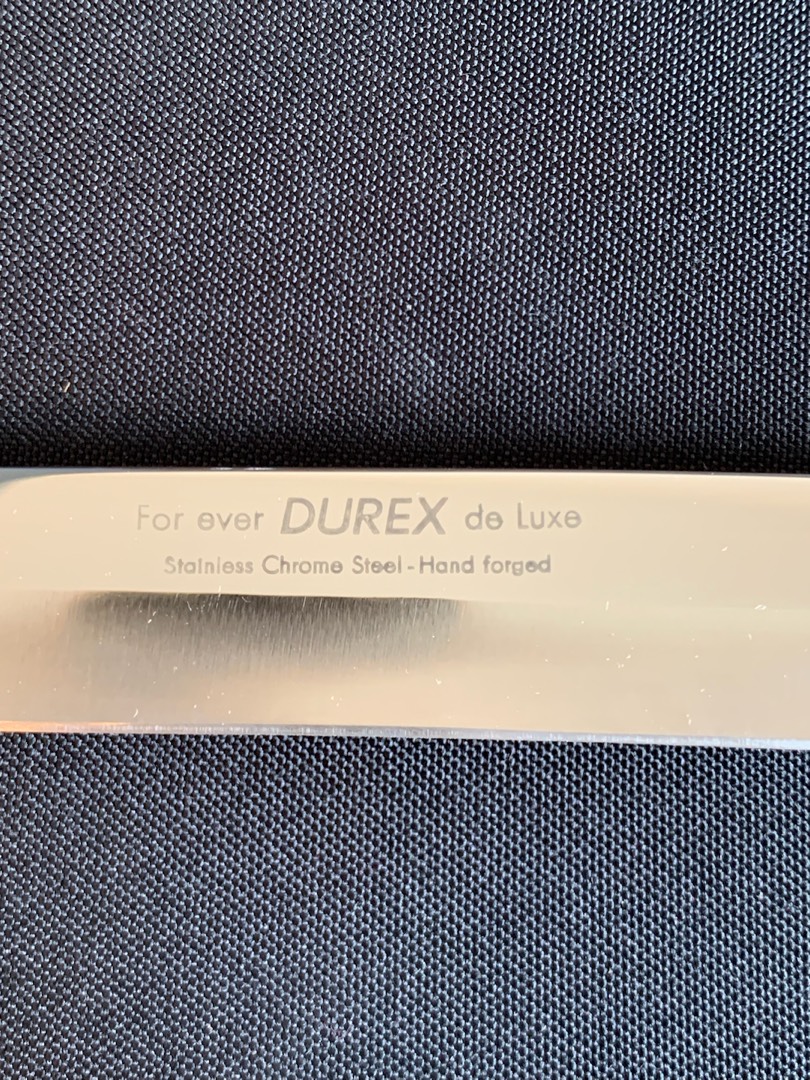 For ever DUREX de Luxe
Stainless Chrome Steel - Hand forged